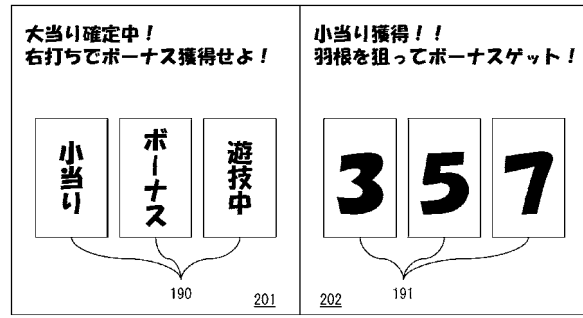 大当り確定中！
右打ちでボーナス獲得せよ！
小当り
ボーナス
遊技中
190
201
小当り獲得！！
羽根を狙ってボーナスゲット！
3
5
7
202
191